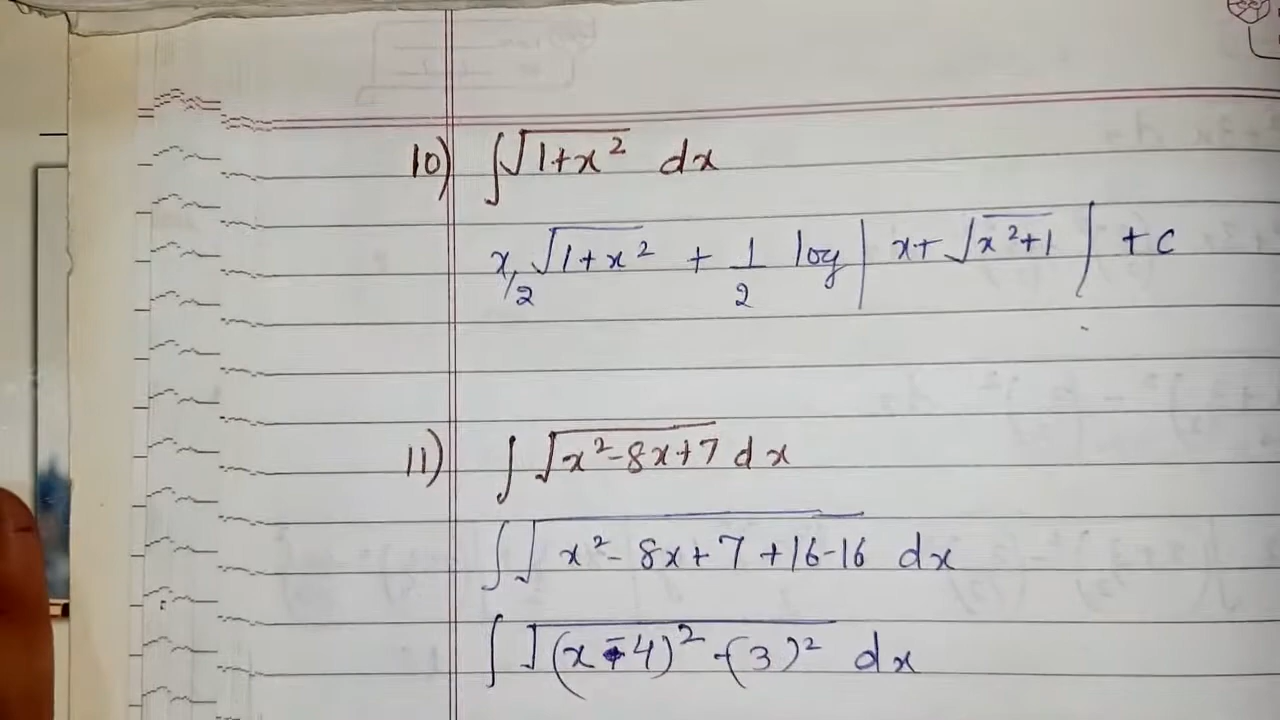 10) ∫√1+x² dx
x/2 √1+x² + 1/2 log | x+ √x²+1 | + c
11) ∫ √x²-8x+7 dx
∫ √x²-8x+7+16-16 dx
∫ √(x-4)² -(3)² dx